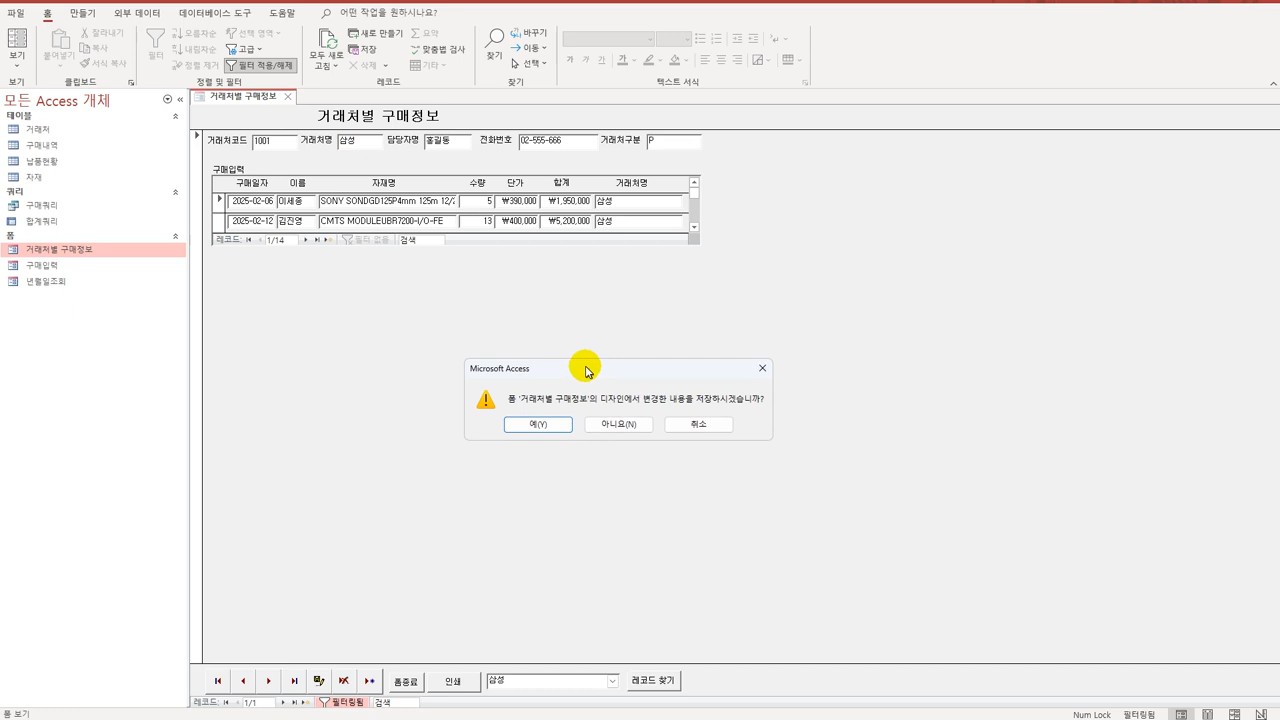 파일 홈 만들기 외부 데이터 데이터베이스 도구 도움말 어떤 작업을 원하시나요?
보기
보기
붙여넣기
잘라내기
복사
서식 복사
클립보드
필터
오름차순
내림차순
정렬 제거
선택 영역
고급
필터 적용/해제
정렬 및 필터
모두 새로
고침
새로 만들기
저장
삭제
요약
맞춤법 검사
기타
레코드
찾기
바꾸기
이동
선택
찾기
가 가 가 가
텍스트 서식
모든 Access 개체
테이블
거래처
구매내역
납품현황
자재
쿼리
구매쿼리
합계쿼리
폼
거래처별 구매정보
구매입력
년월일조회
거래처별 구매정보
거래처별 구매정보
거래처코드 1001 거래처명 삼성 담당자명 홍길동 전화번호 02-555-666 거래처구분 P
구매입력
구매일자 이름 자재명 수량 단가 합계 거래처명
2025-02-06 이세종 SONY SONDGD125P4mm 125m 12/2 5 ₩390,000 ₩1,950,000 삼성
2025-02-12 김진영 CMTS MODULEUBR7200-I/O-FE 13 ₩400,000 ₩5,200,000 삼성
레코드: 1/14 필터 없음 검색
Microsoft Access
폼 '거래처별 구매정보'의 디자인에서 변경한 내용을 저장하시겠습니까?
예(Y) 아니요(N) 취소
폼종료 인쇄 삼성 레코드 찾기
레코드: 1/1 필터링됨 검색
폼 보기 Num Lock 필터링됨